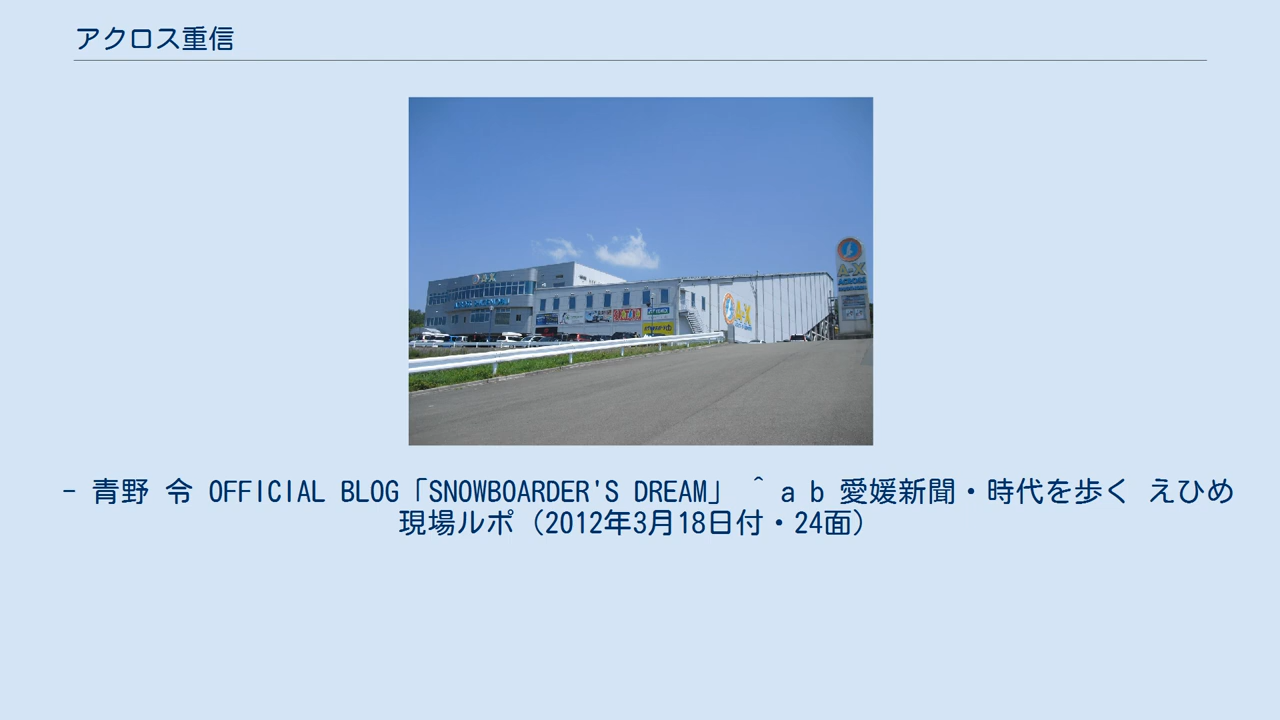 アクロス重信
A-X
A-X
A-X
- 青野 令 OFFICIAL BLOG「SNOWBOARDER'S DREAM」 ^ a b 愛媛新聞・時代を歩く えひめ
現場ルポ（2012年3月18日付・24面）